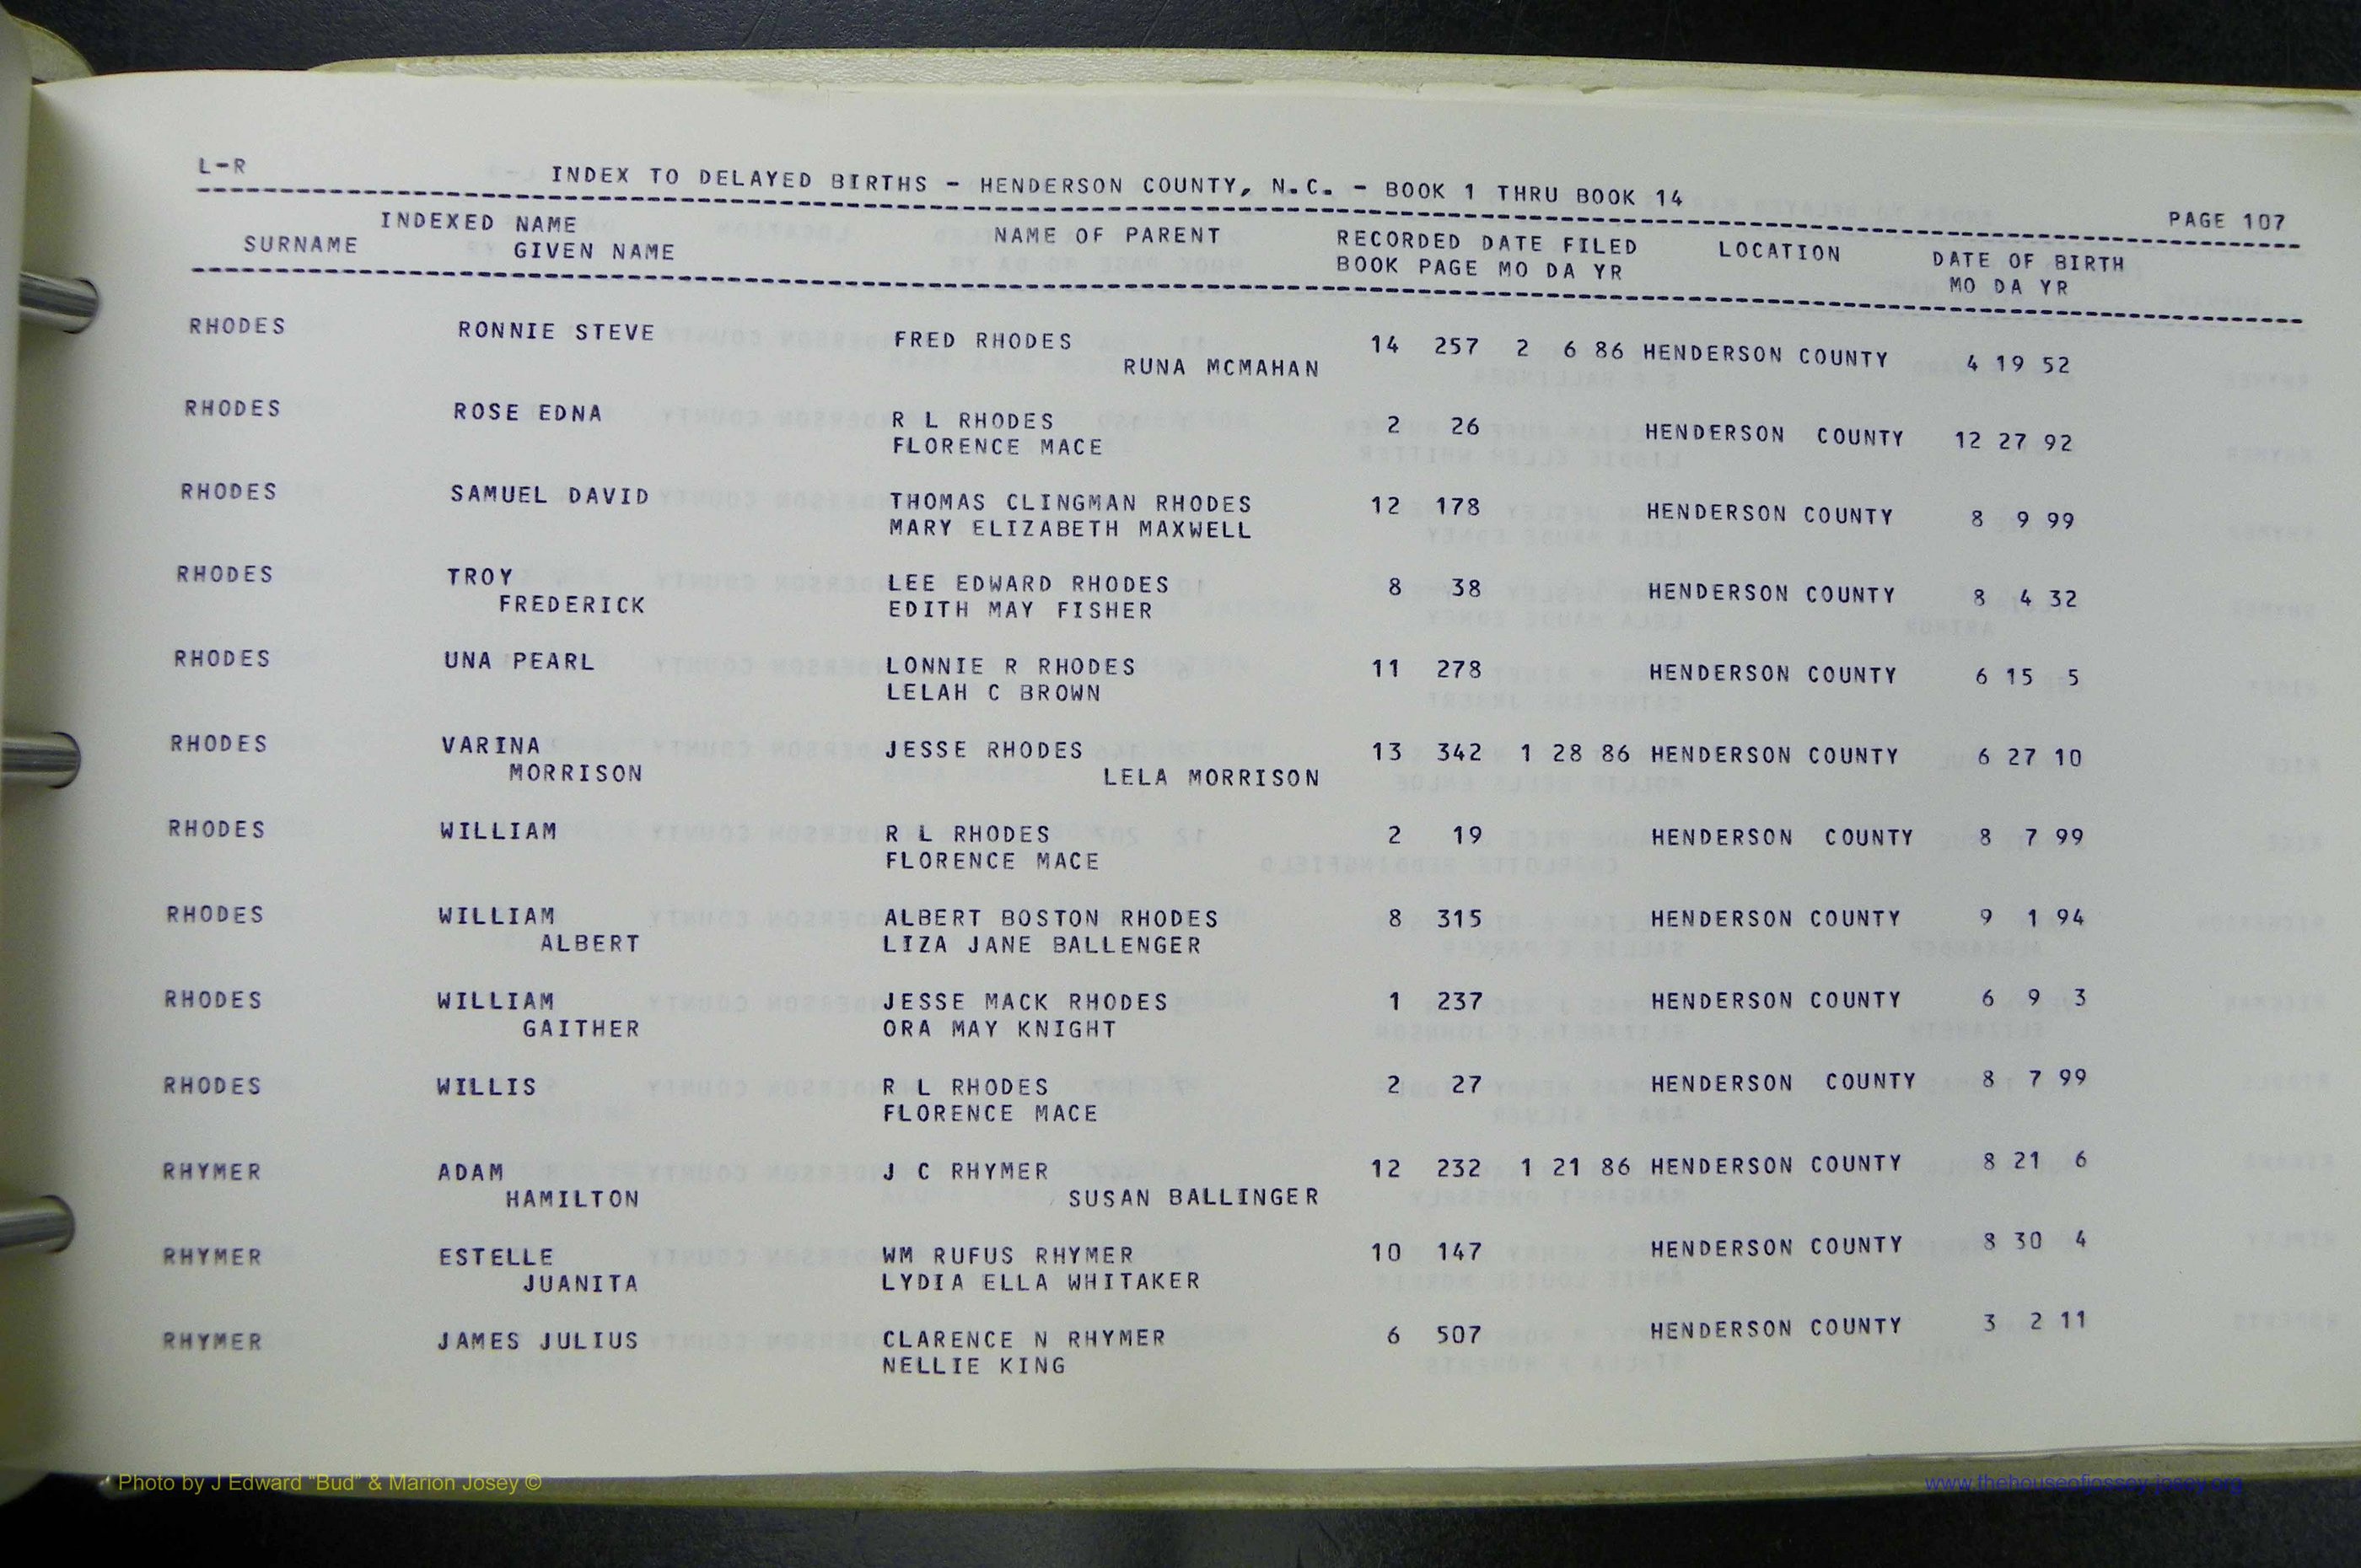 L-R
INDEX TO DELAYED BIRTHS - HENDERSON COUNTY, N.C. - BOOK 1 THRU BOOK 14
PAGE 107
INDEXED NAME
SURNAME GIVEN NAME NAME OF PARENT RECORDED DATE FILED LOCATION DATE OF BIRTH
BOOK PAGE MO DA YR MO DA YR
RHODES RONNIE STEVE FRED RHODES 14 257 2 6 86 HENDERSON COUNTY 4 19 52
RUNA MCMAHAN
RHODES ROSE EDNA R L RHODES 2 26 HENDERSON COUNTY 12 27 92
FLORENCE MACE
RHODES SAMUEL DAVID THOMAS CLINGMAN RHODES 12 178 HENDERSON COUNTY 8 9 99
MARY ELIZABETH MAXWELL
RHODES TROY LEE EDWARD RHODES 8 38 HENDERSON COUNTY 8 4 32
FREDERICK EDITH MAY FISHER
RHODES UNA PEARL LONNIE R RHODES 11 278 HENDERSON COUNTY 6 15 5
LELAH C BROWN
RHODES VARINA JESSE RHODES 13 342 1 28 86 HENDERSON COUNTY 6 27 10
MORRISON LELA MORRISON
RHODES WILLIAM R L RHODES 2 19 HENDERSON COUNTY 8 7 99
FLORENCE MACE
RHODES WILLIAM ALBERT BOSTON RHODES 8 315 HENDERSON COUNTY 9 1 94
ALBERT LIZA JANE BALLENGER
RHODES WILLIAM JESSE MACK RHODES 1 237 HENDERSON COUNTY 6 9 3
GAITHER ORA MAY KNIGHT
RHODES WILLIS R L RHODES 2 27 HENDERSON COUNTY 8 7 99
FLORENCE MACE
RHYMER ADAM J C RHYMER 12 232 1 21 86 HENDERSON COUNTY 8 21 6
HAMILTON SUSAN BALLINGER
RHYMER ESTELLE WM RUFUS RHYMER 10 147 HENDERSON COUNTY 8 30 4
JUANITA LYDIA ELLA WHITAKER
RHYMER JAMES JULIUS CLARENCE N RHYMER 6 507 HENDERSON COUNTY 3 2 11
NELLIE KING
Photo by J Edward "Bud" & Marion Josey ©
www.thehouseofjossey-josey.org